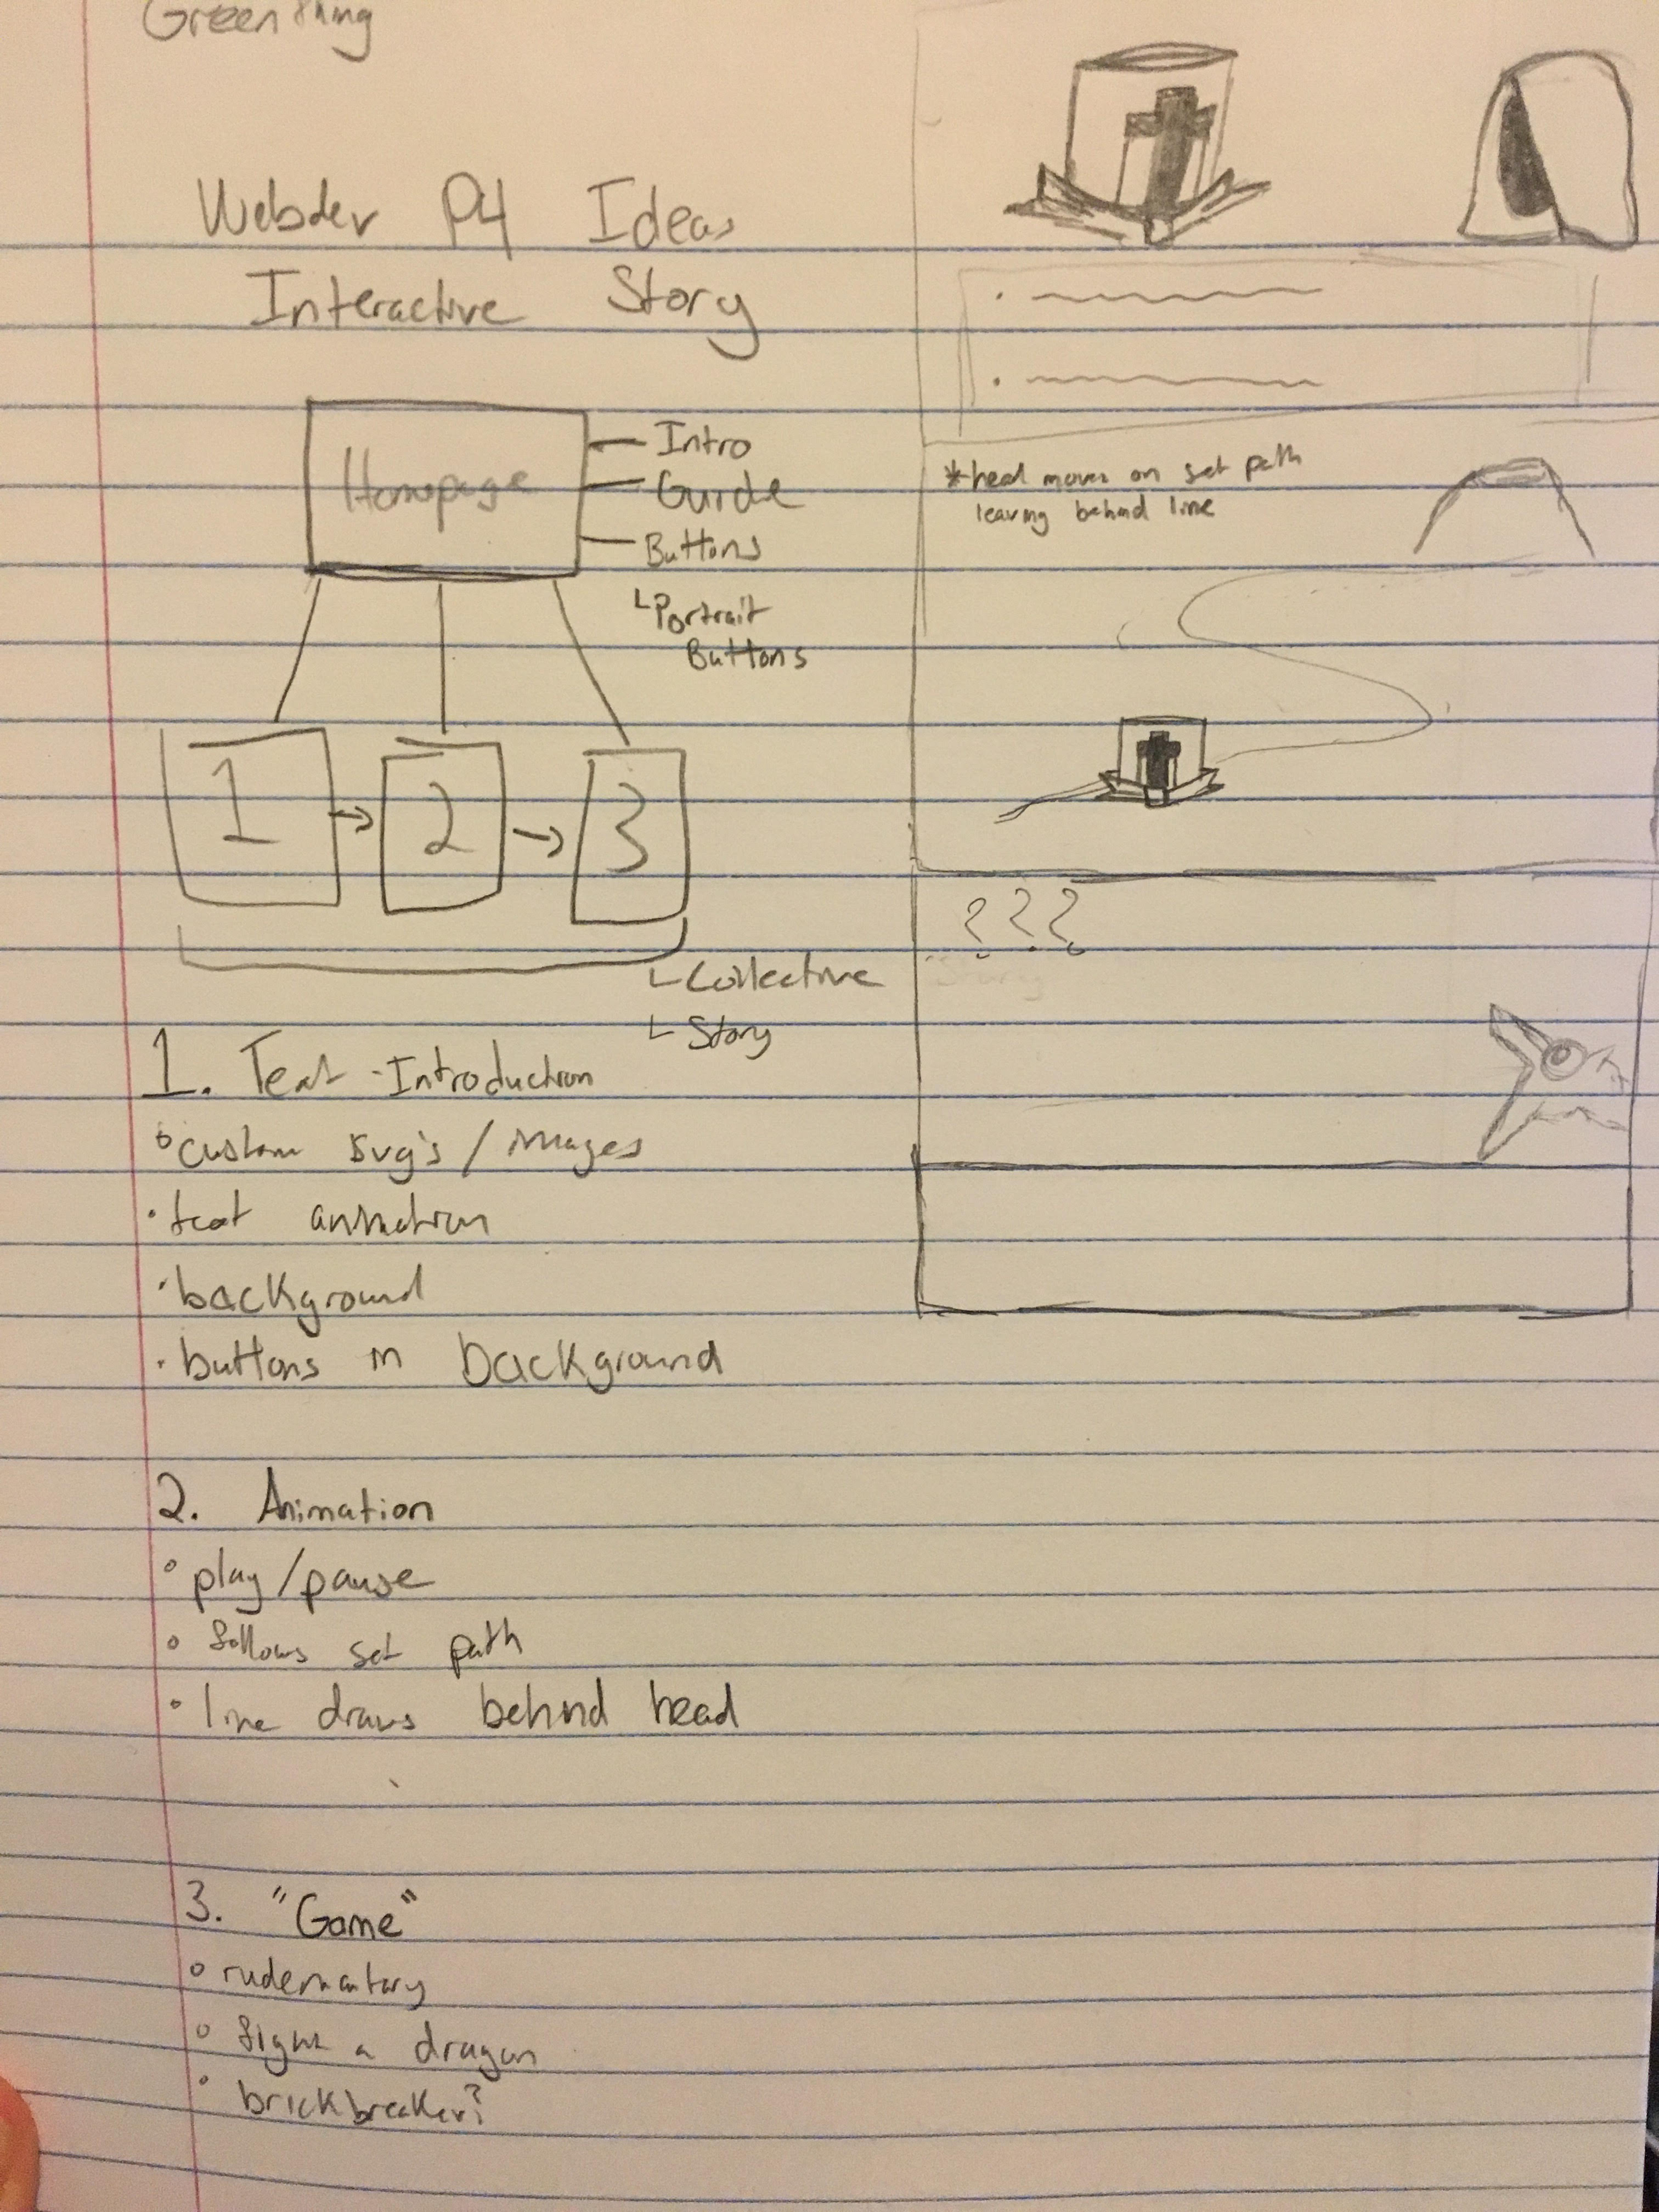 Green thing
Webdev P4 Ideas
Interactive Story
Homepage
Intro
Guide
Buttons
Portrait
Buttons
1 → 2 → 3
Collective
Story
1. Text-Introduction
custom svg's / images
text animation
background
buttons in background
2. Animation
play/pause
follows set path
line draws behind head
3. "Game"
rudementary
fight a dragon
brickbreaker?
*head moves on set path
leaving behind line
???